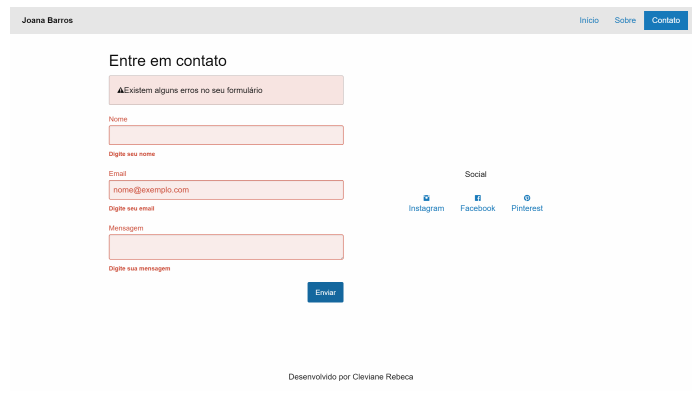 Joana Barros
Início Sobre Contato
Entre em contato
Existem alguns erros no seu formulário
Nome
Digite seu nome
Email
nome@exemplo.com
Digite seu email
Mensagem
Digite sua mensagem
Enviar
Social
Instagram Facebook Pinterest
Desenvolvido por Cleviane Rebeca